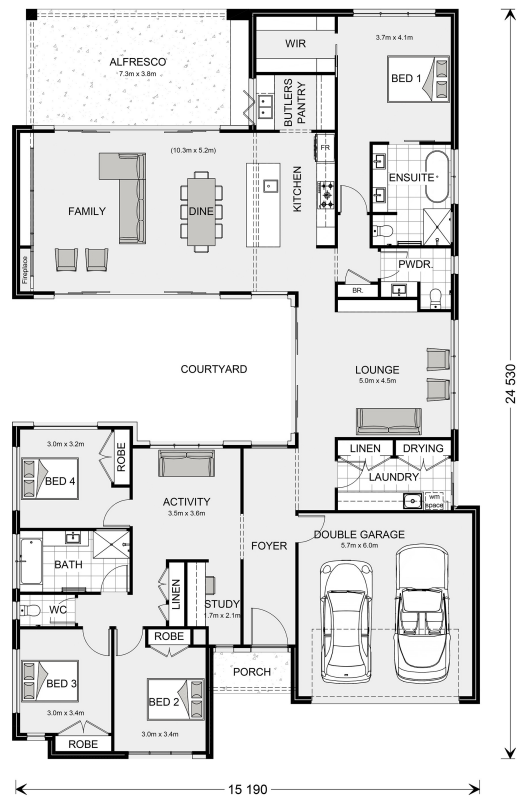 WIR
3.7m x 4.1m
BED 1
ALFRESCO
7.3m x 3.8m
BUTLERS
PANTRY
(10.3m x 5.2m)
FR
KITCHEN
ENSUITE
FAMILY
DINE
Fireplace
PWDR.
BR.
COURTYARD
LOUNGE
5.0m x 4.5m
24 530
3.0m x 3.2m
ROBE
BED 4
LINEN
DRYING
LAUNDRY
wm
space
ACTIVITY
3.5m x 3.6m
FOYER
DOUBLE GARAGE
5.7m x 6.0m
BATH
WC
LINEN
STUDY
1.7m x 2.1m
ROBE
PORCH
BED 3
3.0m x 3.4m
BED 2
3.0m x 3.4m
ROBE
15 190